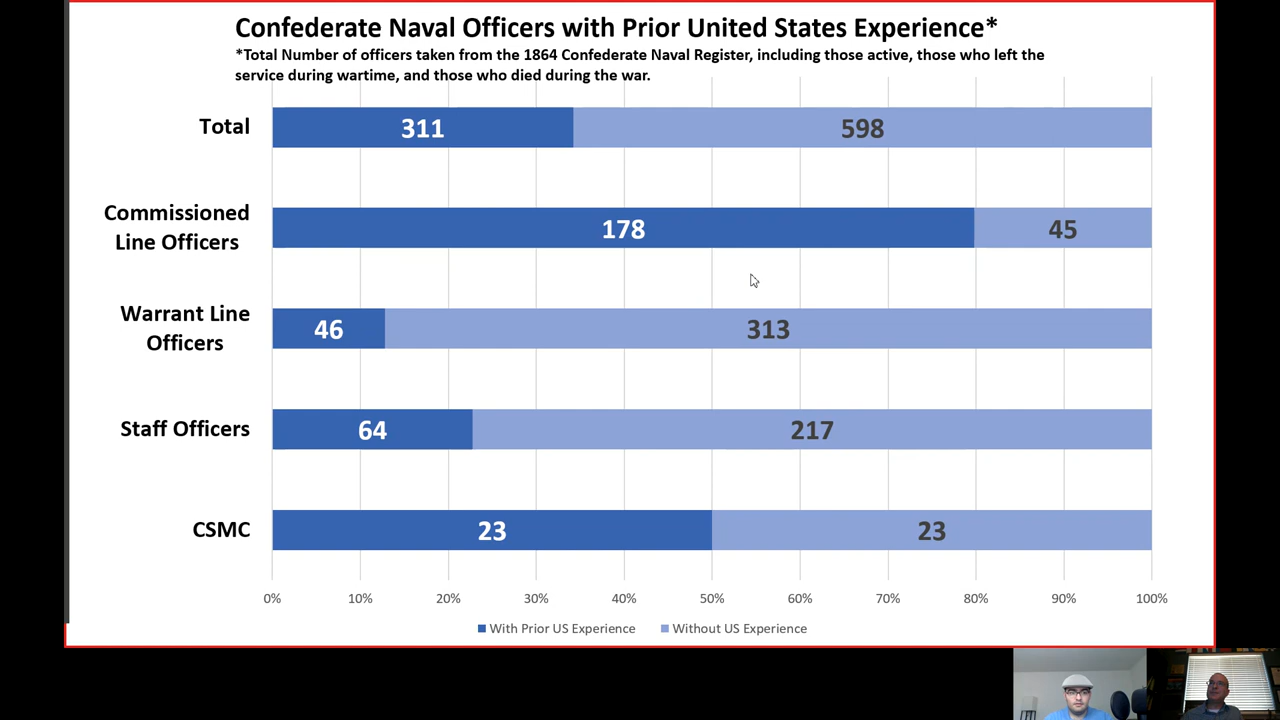 Confederate Naval Officers with Prior United States Experience*
*Total Number of officers taken from the 1864 Confederate Naval Register, including those active, those who left the
service during wartime, and those who died during the war.
Total
311
598
Commissioned
Line Officers
178
45
Warrant Line
Officers
46
313
Staff Officers
64
217
CSMC
23
23
0%
10%
20%
30%
40%
50%
60%
70%
80%
90%
100%
With Prior US Experience
Without US Experience